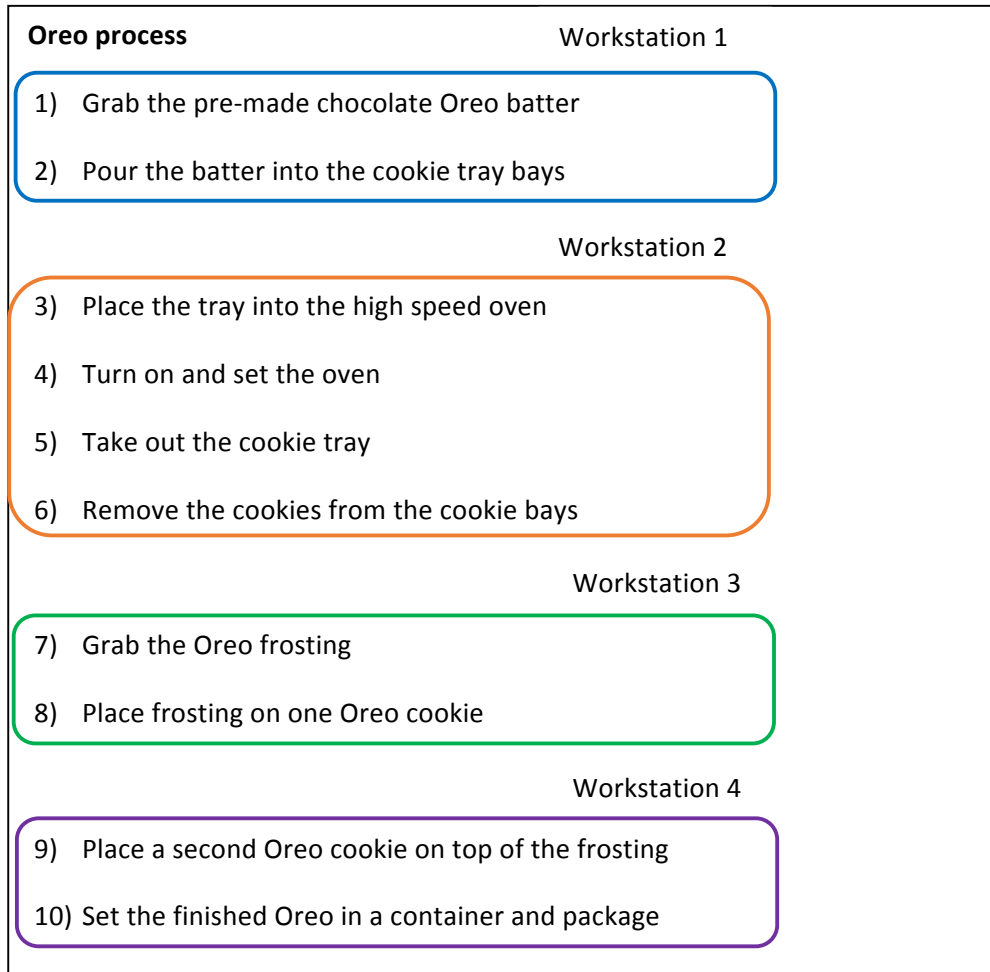 Oreo process Workstation 1
1) Grab the pre-made chocolate Oreo batter
2) Pour the batter into the cookie tray bays
Workstation 2
3) Place the tray into the high speed oven
4) Turn on and set the oven
5) Take out the cookie tray
6) Remove the cookies from the cookie bays
Workstation 3
7) Grab the Oreo frosting
8) Place frosting on one Oreo cookie
Workstation 4
9) Place a second Oreo cookie on top of the frosting
10) Set the finished Oreo in a container and package